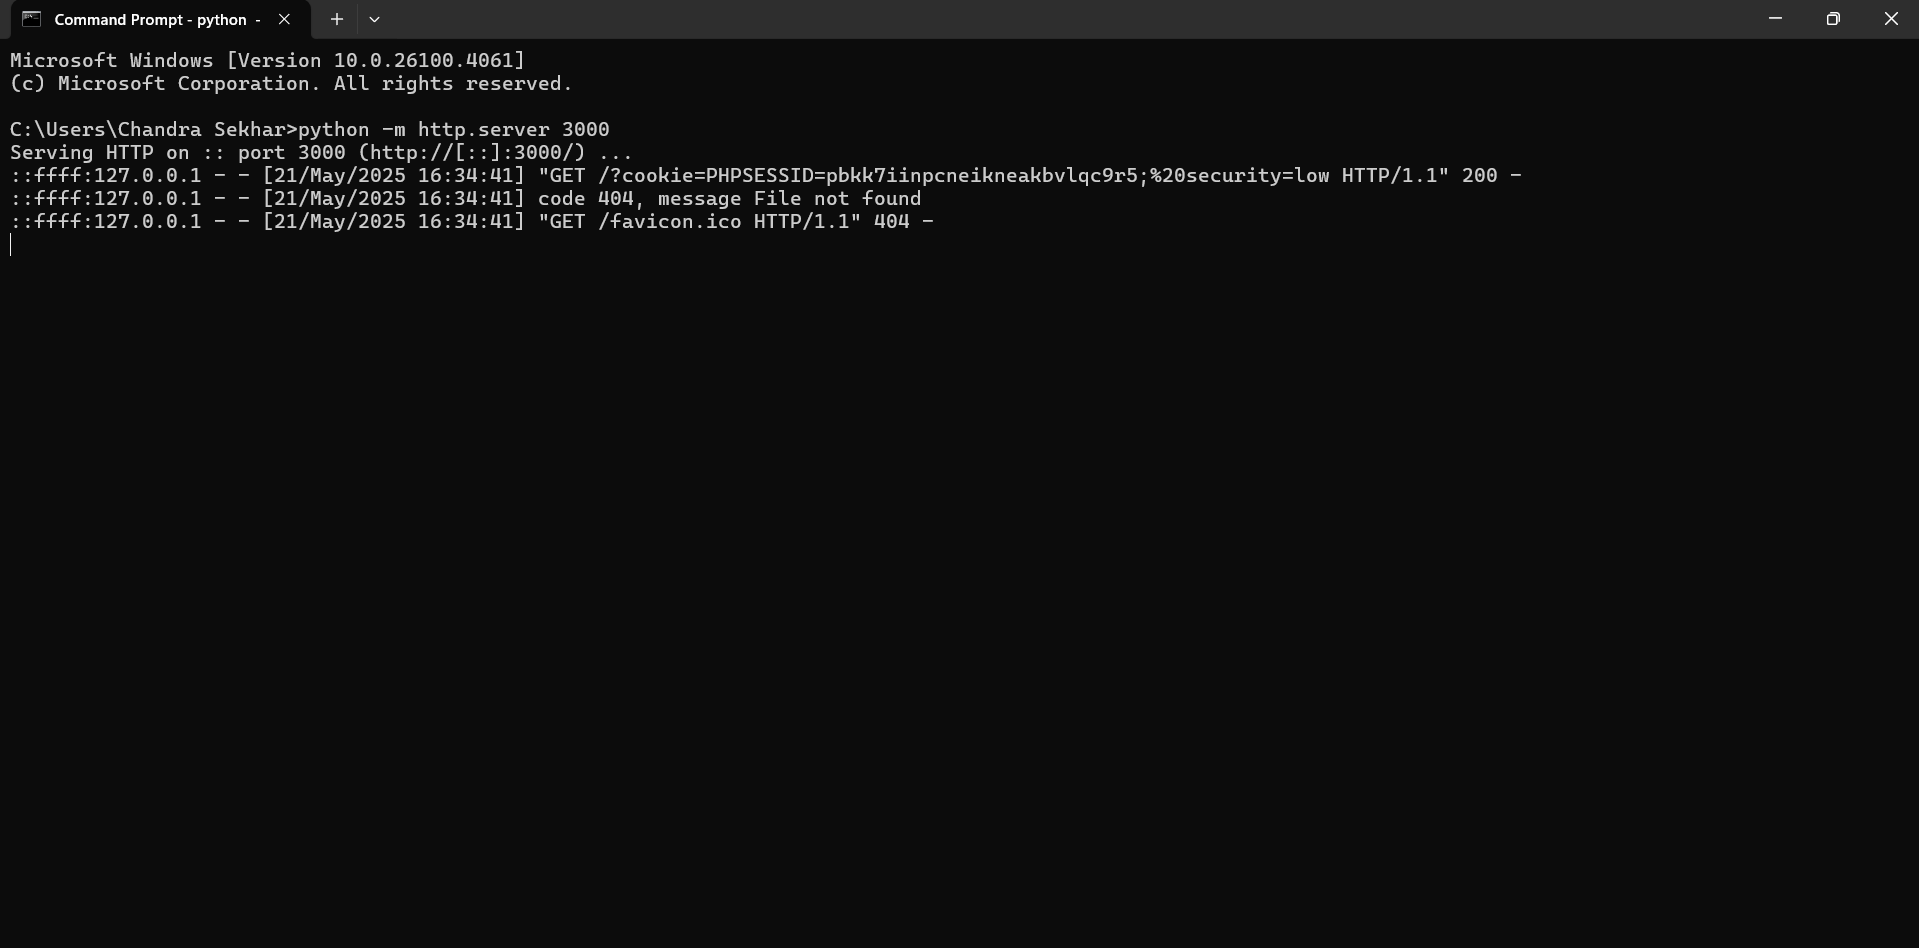 Command Prompt - python -
Microsoft Windows [Version 10.0.26100.4061]
(c) Microsoft Corporation. All rights reserved.
C:\Users\Chandra Sekhar>python -m http.server 3000
Serving HTTP on :: port 3000 (http://[::]:3000/) ...
::ffff:127.0.0.1 - - [21/May/2025 16:34:41] "GET /?cookie=PHPSESSID=pbkk7iinpcneikneakbvlqc9r5;%20security=low HTTP/1.1" 200 -
::ffff:127.0.0.1 - - [21/May/2025 16:34:41] code 404, message File not found
::ffff:127.0.0.1 - - [21/May/2025 16:34:41] "GET /favicon.ico HTTP/1.1" 404 -